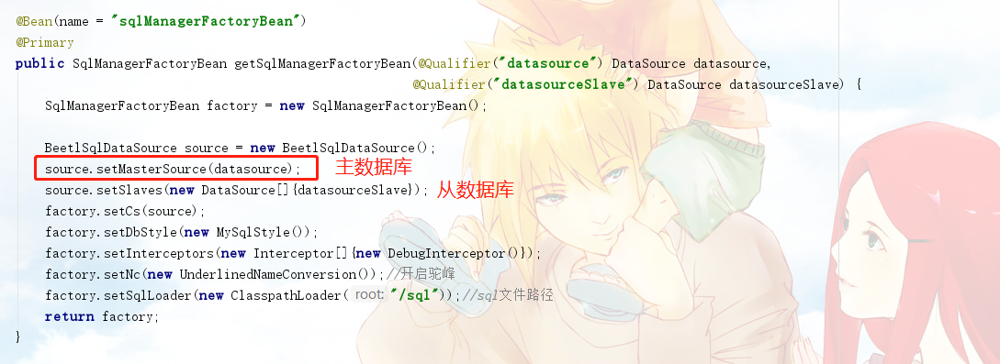 @Bean(name = "sqlManagerFactoryBean")
@Primary
public SqlManagerFactoryBean getSqlManagerFactoryBean(@Qualifier("datasource") DataSource datasource,
@Qualifier("datasourceSlave") DataSource datasourceSlave) {
SqlManagerFactoryBean factory = new SqlManagerFactoryBean();
BeetlSqlDataSource source = new BeetlSqlDataSource();
source.setMasterSource(datasource); 主数据库
source.setSlaves(new DataSource[]{datasourceSlave}); 从数据库
factory.setCs(source);
factory.setDbStyle(new MySqlStyle());
factory.setInterceptors(new Interceptor[]{new DebugInterceptor()});
factory.setNc(new UnderlinedNameConversion());//开启驼峰
factory.setSqlLoader(new ClasspathLoader( root: "/sql"));//sql文件路径
return factory;
}